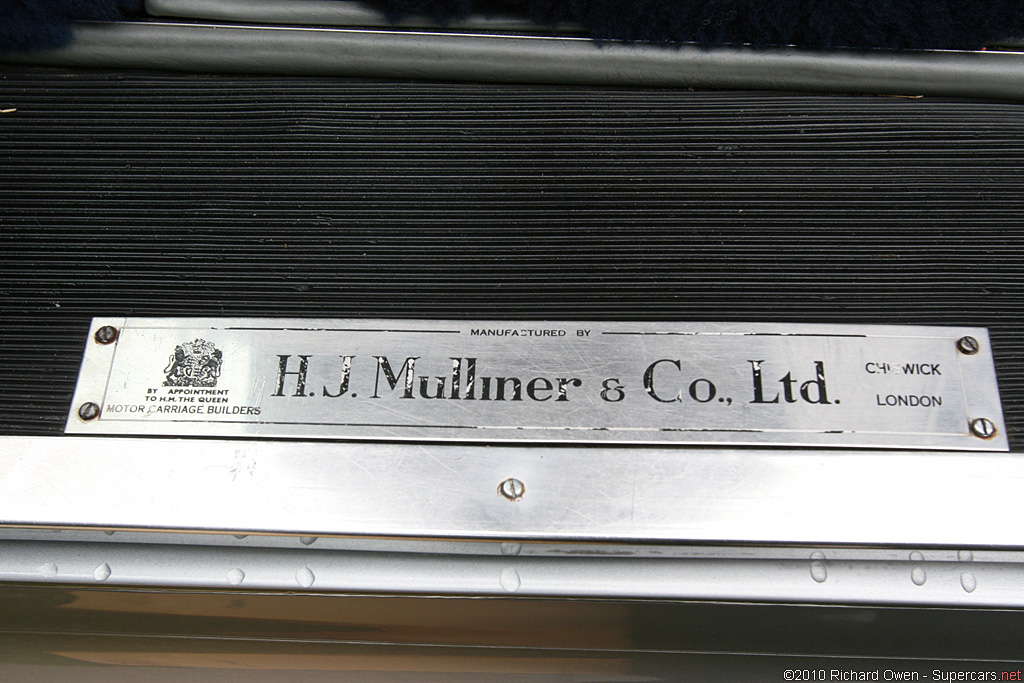 MANUFACTURED BY
H.J. Mulliner & Co., Ltd.
CHISWICK
LONDON
BY APPOINTMENT
TO H.M. THE QUEEN
MOTOR CARRIAGE BUILDERS
©2010 Richard Owen - Supercars.net